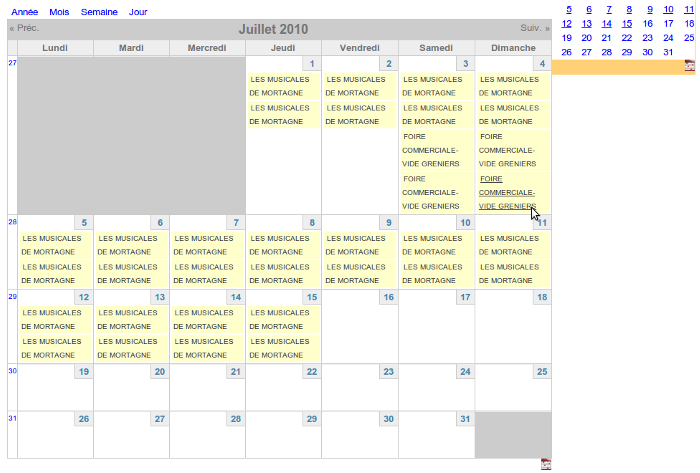 Année Mois Semaine Jour
« Préc. Juillet 2010 Suiv. »
Lundi Mardi Mercredi Jeudi Vendredi Samedi Dimanche
27 1 2 3 4
LES MUSICALES LES MUSICALES LES MUSICALES LES MUSICALES
DE MORTAGNE DE MORTAGNE DE MORTAGNE DE MORTAGNE
LES MUSICALES LES MUSICALES LES MUSICALES LES MUSICALES
DE MORTAGNE DE MORTAGNE DE MORTAGNE DE MORTAGNE
FOIRE FOIRE
COMMERCIALE- COMMERCIALE-
VIDE GRENIERS VIDE GRENIERS
FOIRE FOIRE
COMMERCIALE- COMMERCIALE-
VIDE GRENIERS VIDE GRENIERS
28 5 6 7 8 9 10 11
LES MUSICALES LES MUSICALES LES MUSICALES LES MUSICALES LES MUSICALES LES MUSICALES LES MUSICALES
DE MORTAGNE DE MORTAGNE DE MORTAGNE DE MORTAGNE DE MORTAGNE DE MORTAGNE DE MORTAGNE
LES MUSICALES LES MUSICALES LES MUSICALES LES MUSICALES LES MUSICALES LES MUSICALES LES MUSICALES
DE MORTAGNE DE MORTAGNE DE MORTAGNE DE MORTAGNE DE MORTAGNE DE MORTAGNE DE MORTAGNE
29 12 13 14 15 16 17 18
LES MUSICALES LES MUSICALES LES MUSICALES LES MUSICALES
DE MORTAGNE DE MORTAGNE DE MORTAGNE DE MORTAGNE
LES MUSICALES LES MUSICALES LES MUSICALES LES MUSICALES
DE MORTAGNE DE MORTAGNE DE MORTAGNE DE MORTAGNE
30 19 20 21 22 23 24 25
31 26 27 28 29 30 31
5 6 7 8 9 10 11
12 13 14 15 16 17 18
19 20 21 22 23 24 25
26 27 28 29 30 31